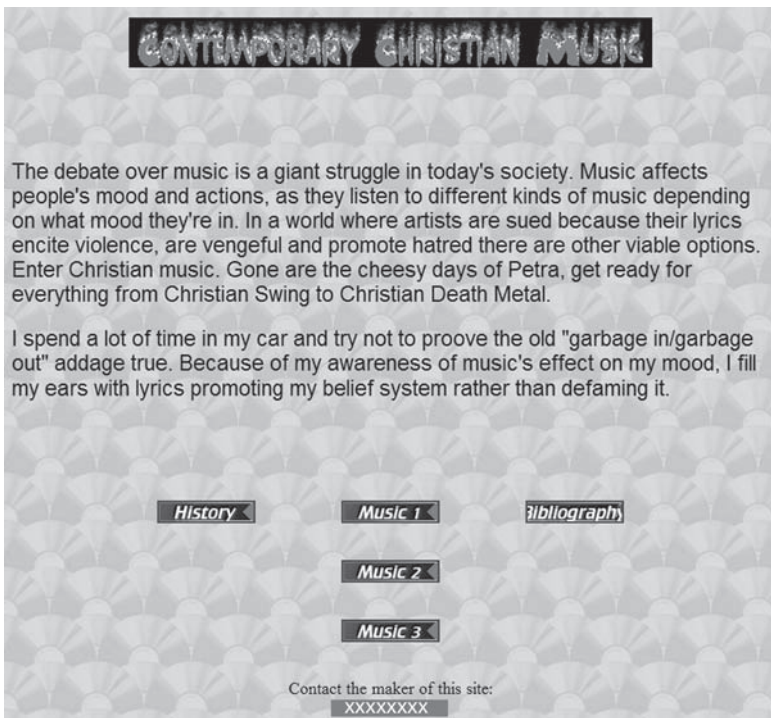 CONTEMPORARY CHRISTIAN MUSIC
The debate over music is a giant struggle in today's society. Music affects
people's mood and actions, as they listen to different kinds of music depending
on what mood they're in. In a world where artists are sued because their lyrics
encite violence, are vengeful and promote hatred there are other viable options.
Enter Christian music. Gone are the cheesy days of Petra, get ready for
everything from Christian Swing to Christian Death Metal.
I spend a lot of time in my car and try not to proove the old "garbage in/garbage
out" addage true. Because of my awareness of music's effect on my mood, I fill
my ears with lyrics promoting my belief system rather than defaming it.
History Music 1 Bibliography
Music 2
Music 3
Contact the maker of this site:
XXXXXXXX